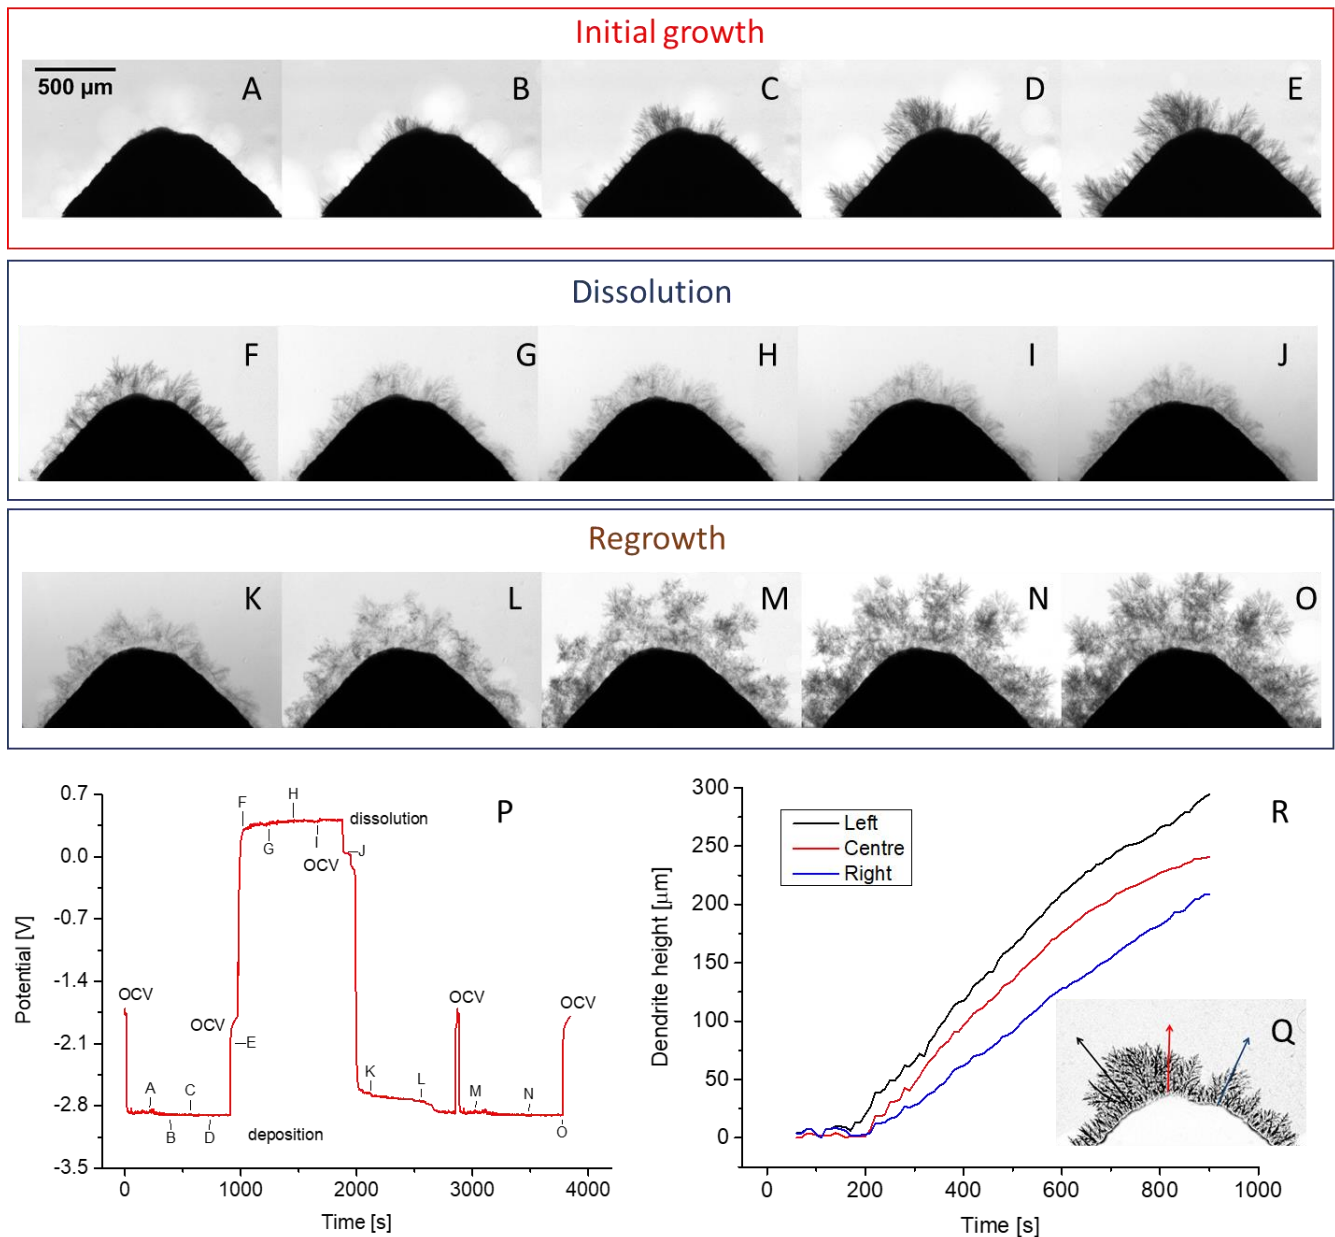 Initial growth
500 µm
A
B
C
D
E
Dissolution
F
G
H
I
J
Regrowth
K
L
M
N
O
P
0.7
0.0
-0.7
-1.4
-2.1
-2.8
-3.5
Potential [V]
F
H
G
I
dissolution
OCV
J
OCV
OCV
E
A
C
B
D
deposition
K
L
OCV
M
N
O
OCV
0
1000
2000
3000
4000
Time [s]
R
300
250
200
150
100
50
0
Dendrite height [µm]
Left
Centre
Right
Q
0
200
400
600
800
1000
Time [s]